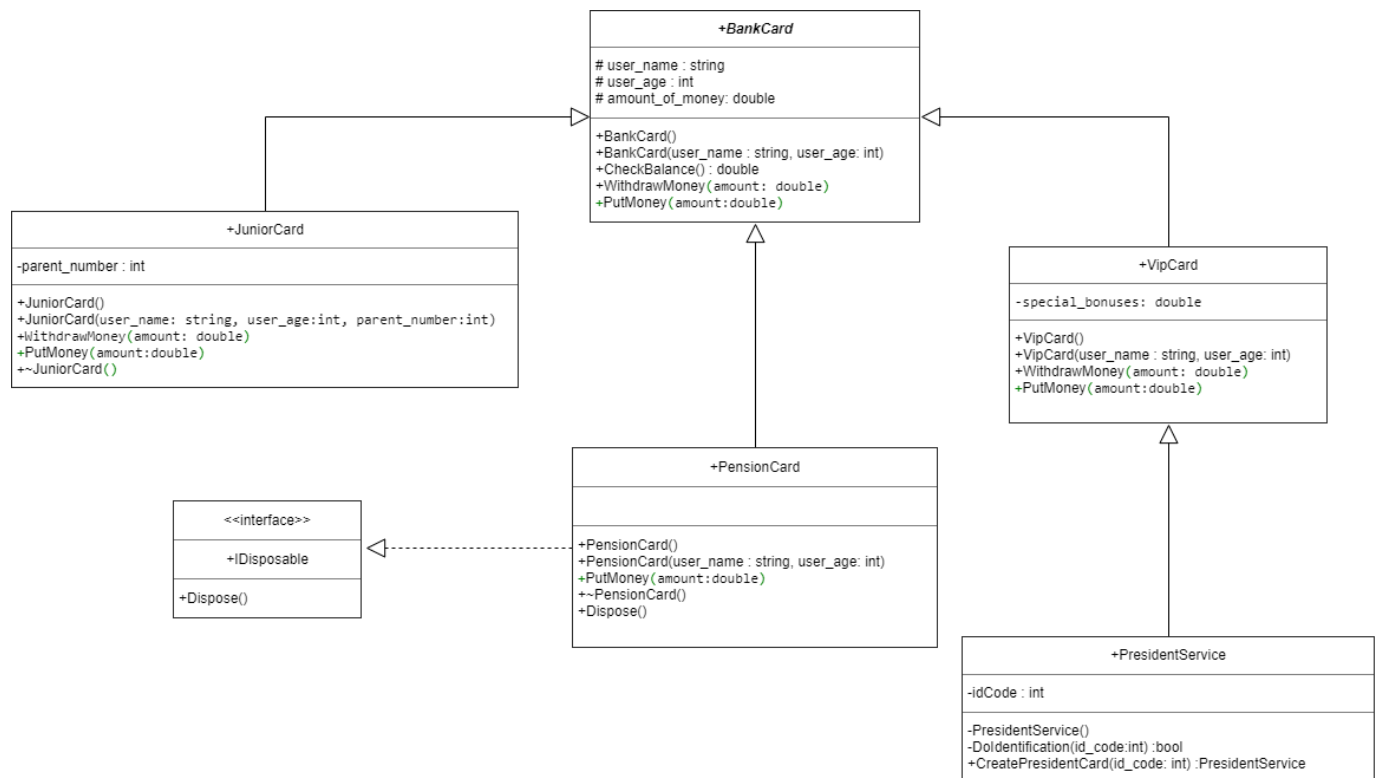 +BankCard
# user_name : string
# user_age : int
# amount_of_money: double
+BankCard()
+BankCard(user_name : string, user_age: int)
+CheckBalance() : double
+WithdrawMoney(amount: double)
+PutMoney(amount:double)
+JuniorCard
-parent_number : int
+JuniorCard()
+JuniorCard(user_name: string, user_age:int, parent_number:int)
+WithdrawMoney(amount: double)
+PutMoney(amount:double)
+~JuniorCard()
+VipCard
-special_bonuses: double
+VipCard()
+VipCard(user_name : string, user_age: int)
+WithdrawMoney(amount: double)
+PutMoney(amount:double)
+PensionCard
+PensionCard()
+PensionCard(user_name : string, user_age: int)
+PutMoney(amount:double)
+~PensionCard()
+Dispose()
<<interface>>
+IDisposable
+Dispose()
+PresidentService
-idCode : int
-PresidentService()
-DoIdentification(id_code:int) :bool
+CreatePresidentCard(id_code: int) :PresidentService